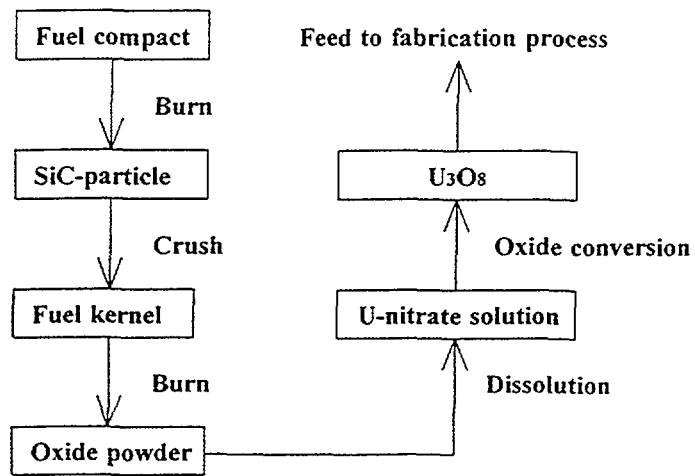 Fuel compact
Burn
SiC-particle
Crush
Fuel kernel
Burn
Oxide powder
Feed to fabrication process
U₃O₈
Oxide conversion
U-nitrate solution
Dissolution